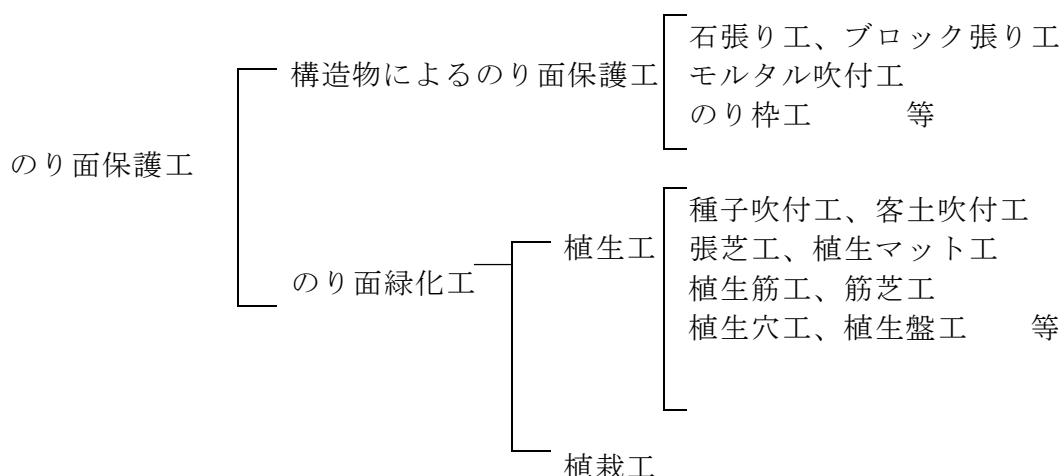 石張り工、ブロック張り工
構造物によるのり面保護工
モルタル吹付工
のり枠工　　　等
のり面保護工
種子吹付工、客土吹付工
植生工
張芝工、植生マット工
のり面緑化工
植生筋工、筋芝工
植生穴工、植生盤工　　等
植栽工